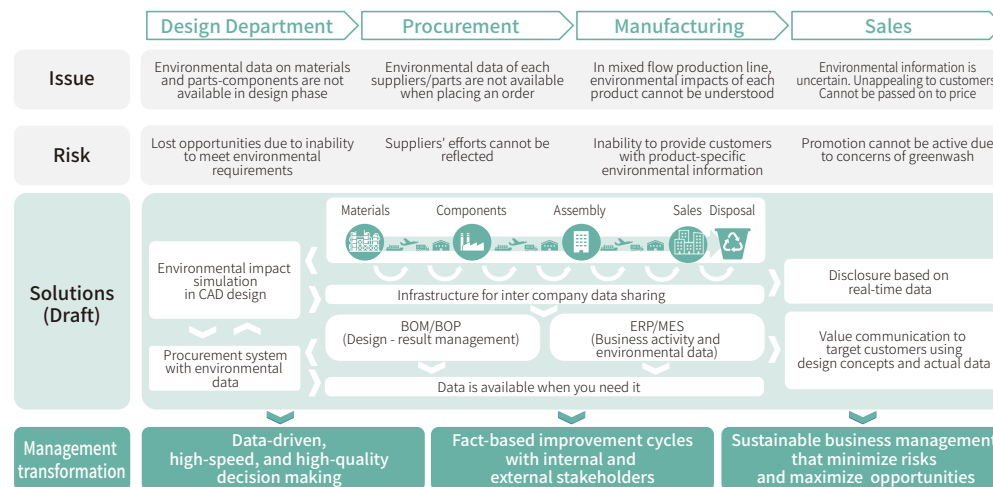 Design Department
Procurement
Manufacturing
Sales
Issue
Environmental data on materials
and parts-components are not
available in design phase
Environmental data of each
suppliers/parts are not available
when placing an order
In mixed flow production line,
environmental impacts of each
product cannot be understood
Environmental information is
uncertain. Unappealing to customers
Cannot be passed on to price
Risk
Lost opportunities due to inability
to meet environmental
requirements
Suppliers' efforts cannot be
reflected
Inability to provide customers
with product-specific
environmental information
Promotion cannot be active due
to concerns of greenwash
Solutions
(Draft)
Materials
Components
Assembly
Sales
Disposal
Environmental impact
simulation
in CAD design
Infrastructure for inter company data sharing
Disclosure based on
real-time data
BOM/BOP
(Design - result management)
ERP/MES
(Business activity and
environmental data)
Value communication to
target customers using
design concepts and actual data
Procurement system
with environmental
data
Data is available when you need it
Management
transformation
Data-driven,
high-speed, and high-quality
decision making
Fact-based improvement cycles
with internal and
external stakeholders
Sustainable business management
that minimize risks
and maximize opportunities